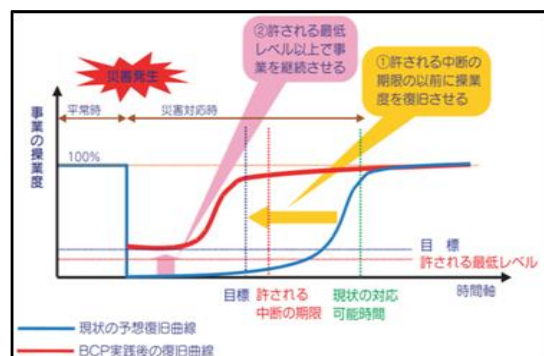 ②許される最低
レベル以上で事
業を継続させる
①許される中断の
期限の以前に操業
度を復旧させる
災害発生
平常時
災害対応時
事業の操業度
100%
目 標
許される最低レベル
時間軸
目標
許される
中断の期限
現状の対応
可能時間
現状の予想復旧曲線
BCP実践後の復旧曲線